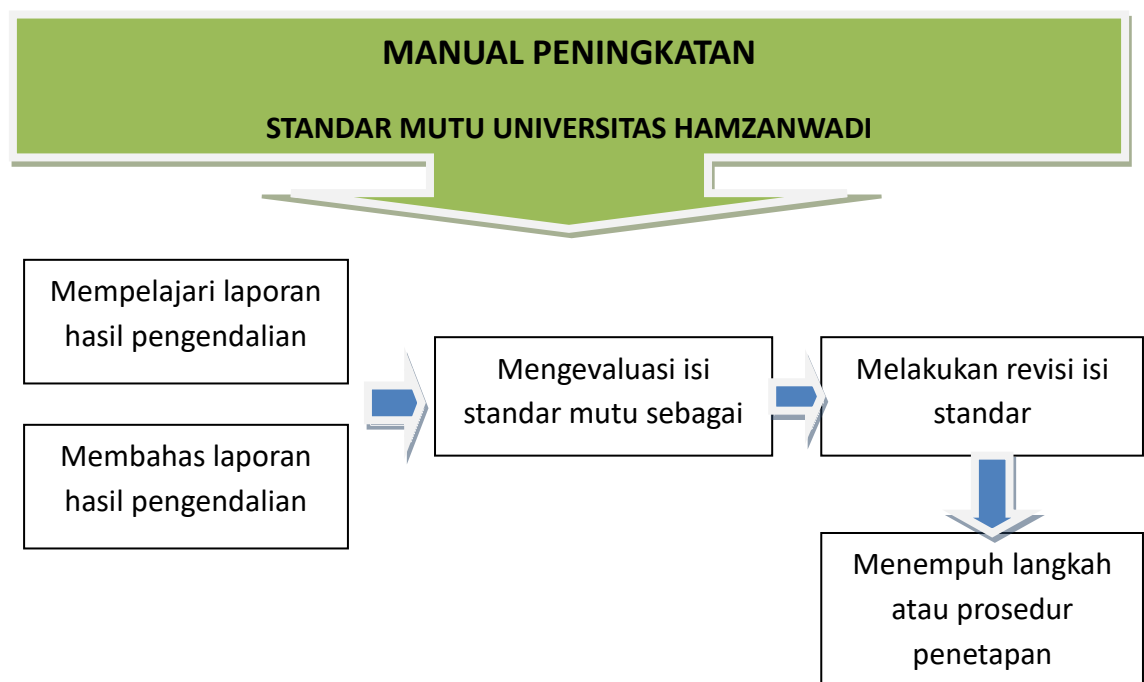 MANUAL PENINGKATAN
STANDAR MUTU UNIVERSITAS HAMZANWADI
Mempelajari laporan
hasil pengendalian
Membahas laporan
hasil pengendalian
Mengevaluasi isi
standar mutu sebagai
Melakukan revisi isi
standar
Menempuh langkah
atau prosedur
penetapan